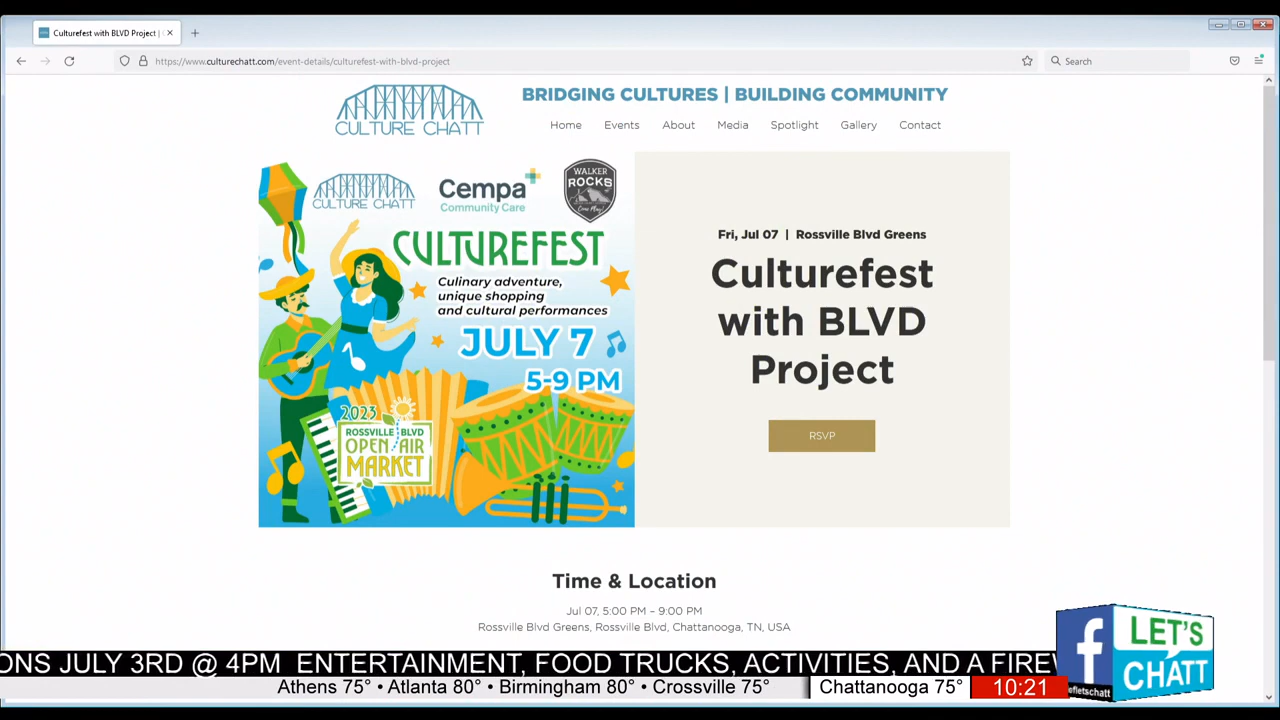 Culturefest with BLVD Project |
https://www.culturechatt.com/event-details/culturefest-with-blvd-project
Search
CULTURE CHATT
BRIDGING CULTURES | BUILDING COMMUNITY
Home Events About Media Spotlight Gallery Contact
CULTURE CHATT
Cempa
Community Care
WALKER
ROCKS
CULTUREFEST
Culinary adventure,
unique shopping
and cultural performances
JULY 7
5-9 PM
2023
ROSSVILLE BLVD
OPEN AIR
MARKET
Fri, Jul 07 | Rossville Blvd Greens
Culturefest
with BLVD
Project
RSVP
Time & Location
Jul 07, 5:00 PM – 9:00 PM
Rossville Blvd Greens, Rossville Blvd, Chattanooga, TN, USA
ONS JULY 3RD @ 4PM ENTERTAINMENT, FOOD TRUCKS, ACTIVITIES, AND A FIREW
Athens 75° • Atlanta 80° • Birmingham 80° • Crossville 75°
Chattanooga 75°
10:21
LET'S
CHATT
efletschatt